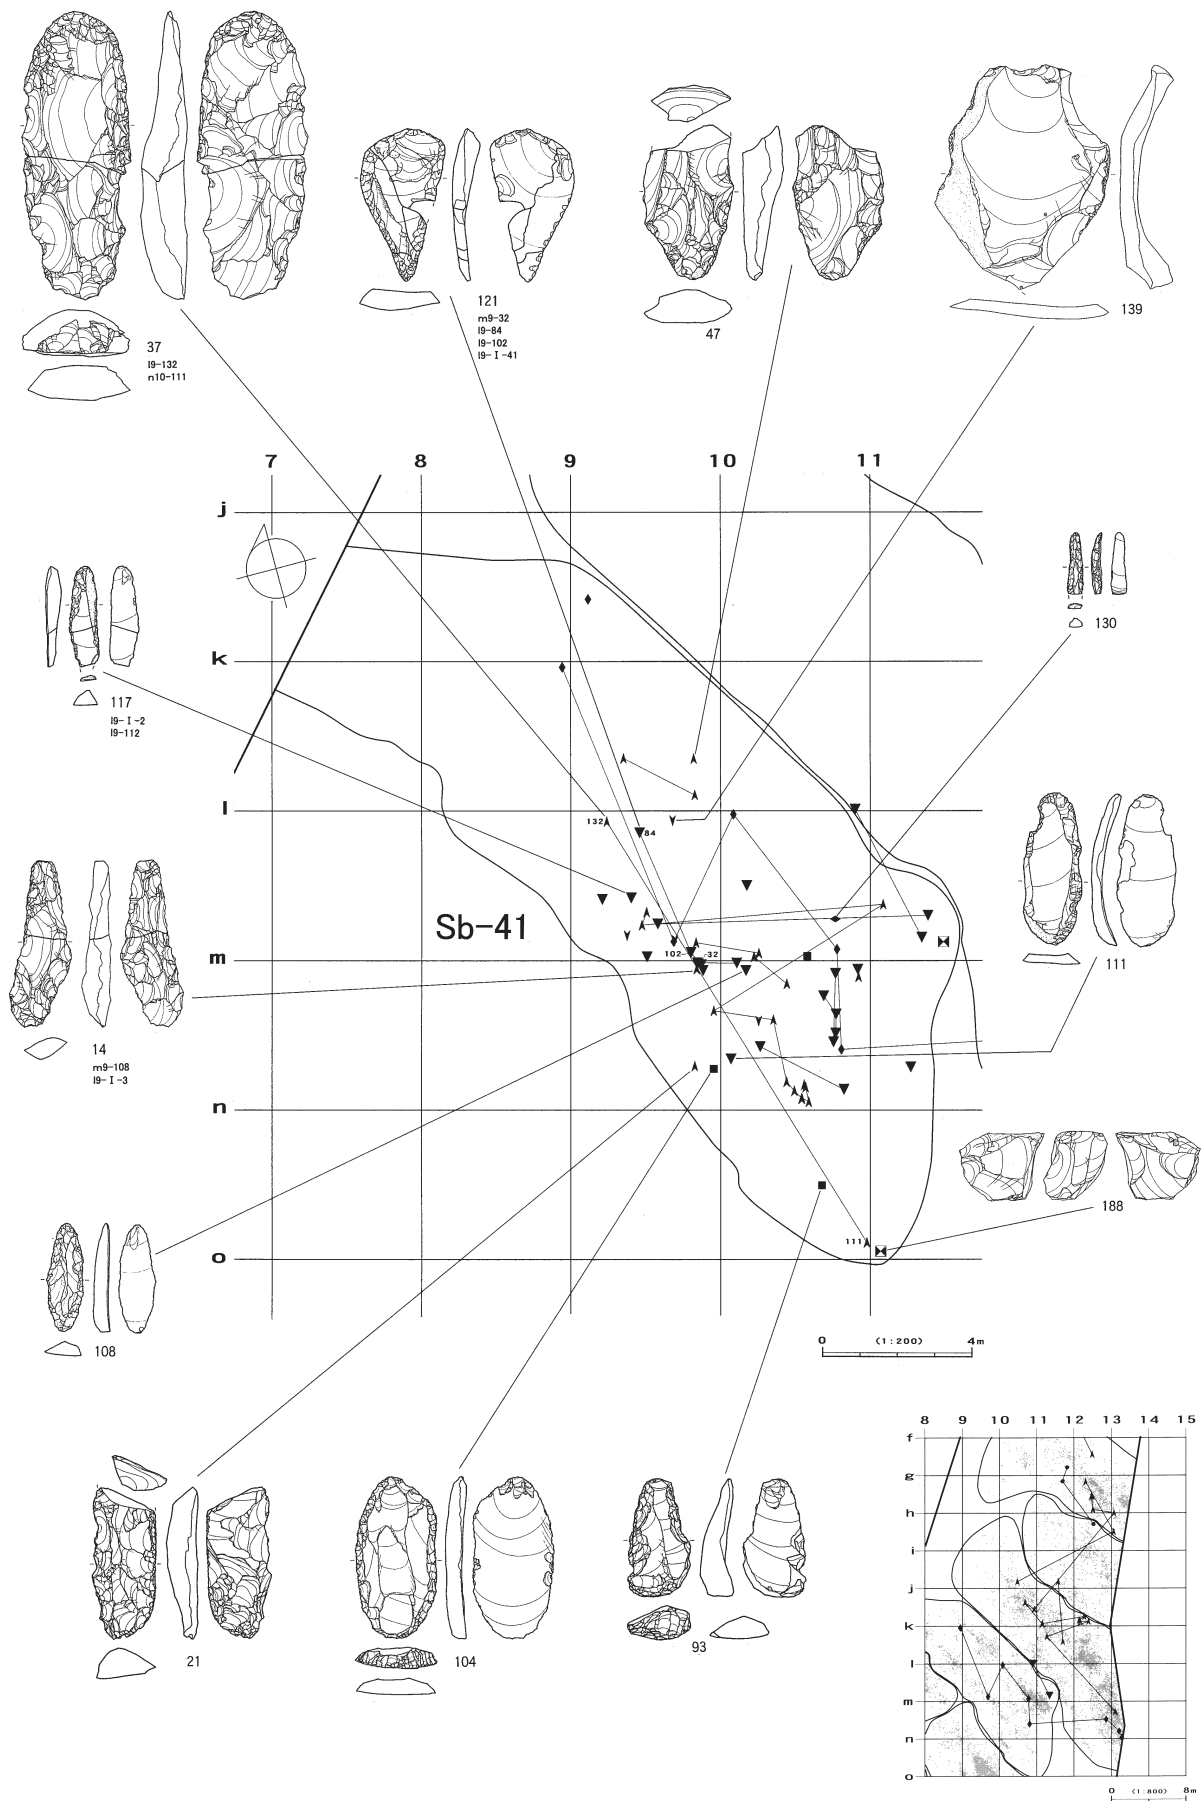 37
l9-132
n10-111
121
m9-32
l9-84
l9-102
l9-Ⅰ-41
47
139
7 8 9 10 11
j
k
l
m
n
o
130
117
l9-Ⅰ-2
l9-112
132
84
Sb-41
102
32
111
14
m9-108
l9-Ⅰ-3
111
188
108
0 (1:200) 4m
21
104
93
8 9 10 11 12 13 14 15
f
g
h
i
j
k
l
m
n
o
0 (1:800) 8m